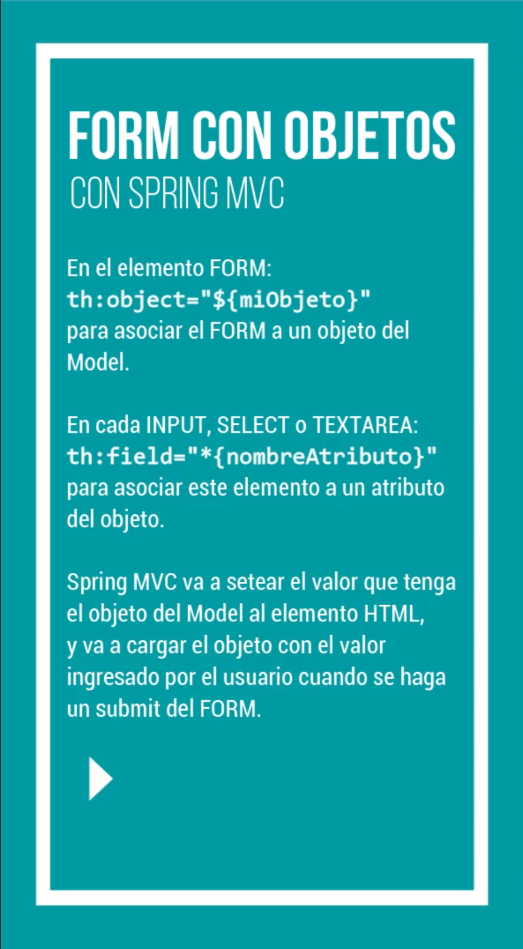 FORM CON OBJETOS
CON SPRING MVC
En el elemento FORM:
th:object="${miObjeto}"
para asociar el FORM a un objeto del
Model.
En cada INPUT, SELECT o TEXTAREA:
th:field="*{nombreAtributo}"
para asociar este elemento a un atributo
del objeto.
Spring MVC va a setear el valor que tenga
el objeto del Model al elemento HTML,
y va a cargar el objeto con el valor
ingresado por el usuario cuando se haga
un submit del FORM.